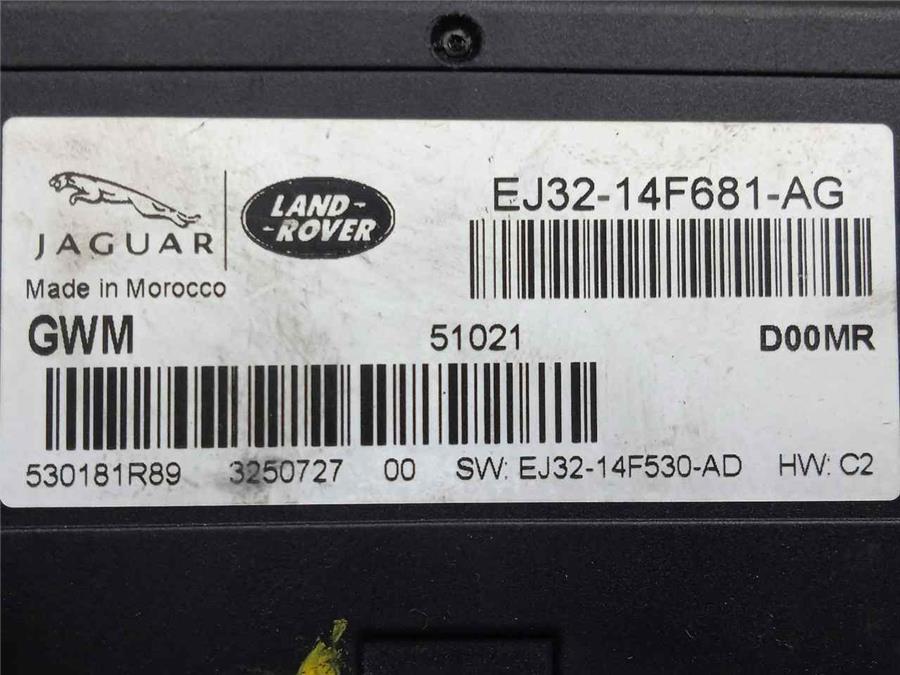 EJ32-14F681-AG
JAGUAR
LAND-
-ROVER
Made in Morocco
GWM 51021 D00MR
530181R89 3250727 00 SW: EJ32-14F530-AD HW: C2